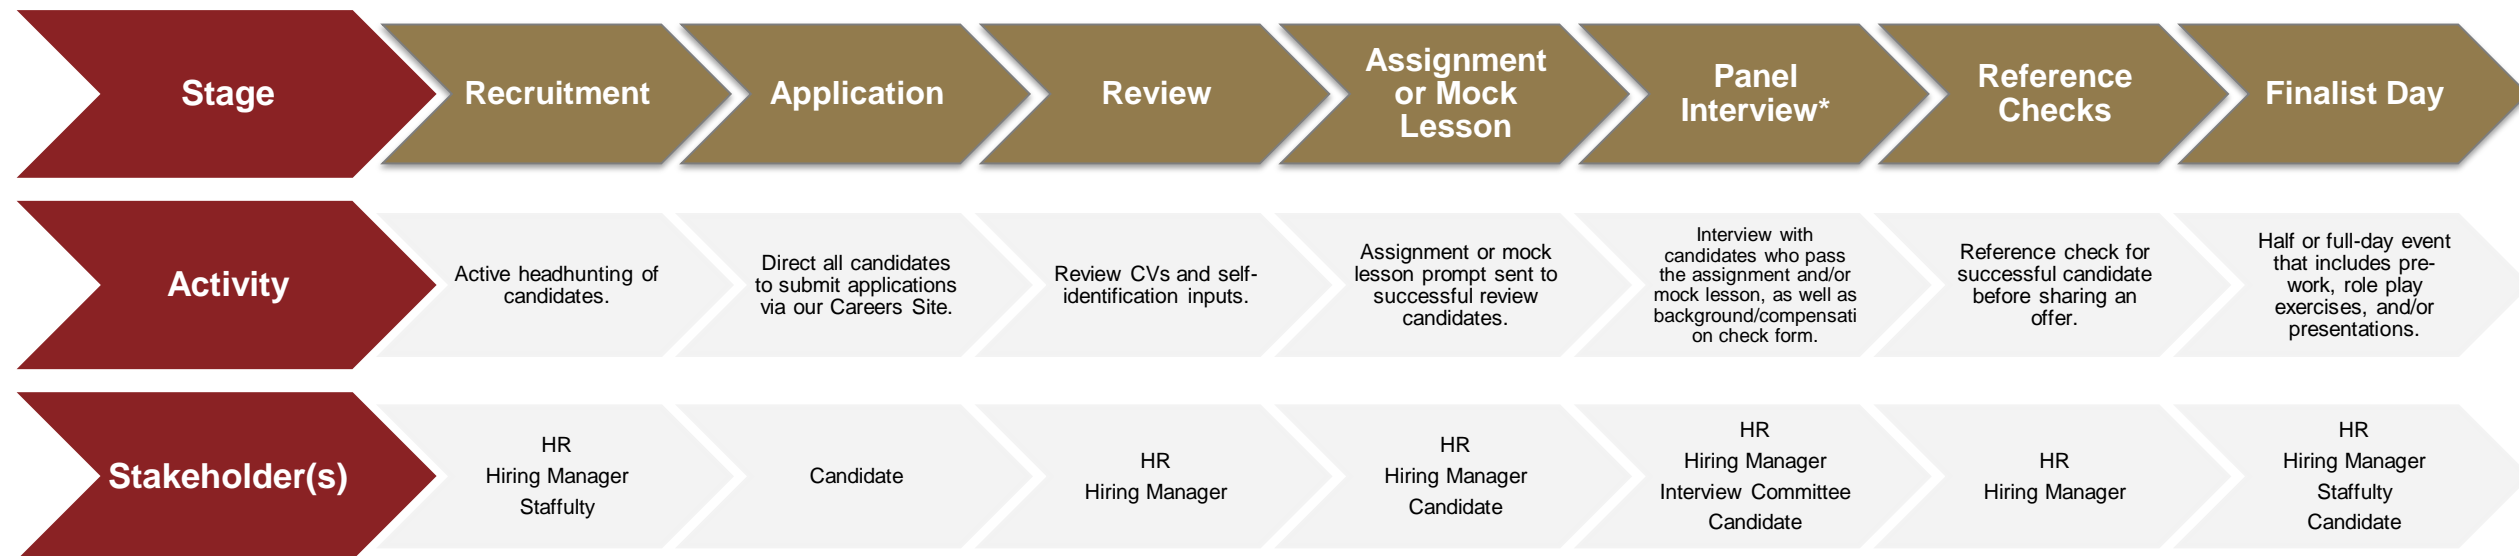 Stage
Recruitment
Application
Review
Assignment
or Mock
Lesson
Panel
Interview*
Reference
Checks
Finalist Day
Activity
Active headhunting of
candidates.
Direct all candidates
to submit applications
via our Careers Site.
Review CVs and self-
identification inputs.
Assignment or mock
lesson prompt sent to
successful review
candidates.
Interview with
candidates who pass
the assignment and/or
mock lesson, as well as
background/compensati
on check form.
Reference check for
successful candidate
before sharing an
offer.
Half or full-day event
that includes pre-
work, role play
exercises, and/or
presentations.
Stakeholder(s)
HR
Hiring Manager
Staffulty
Candidate
HR
Hiring Manager
HR
Hiring Manager
Candidate
HR
Hiring Manager
Interview Committee
Candidate
HR
Hiring Manager
HR
Hiring Manager
Staffulty
Candidate